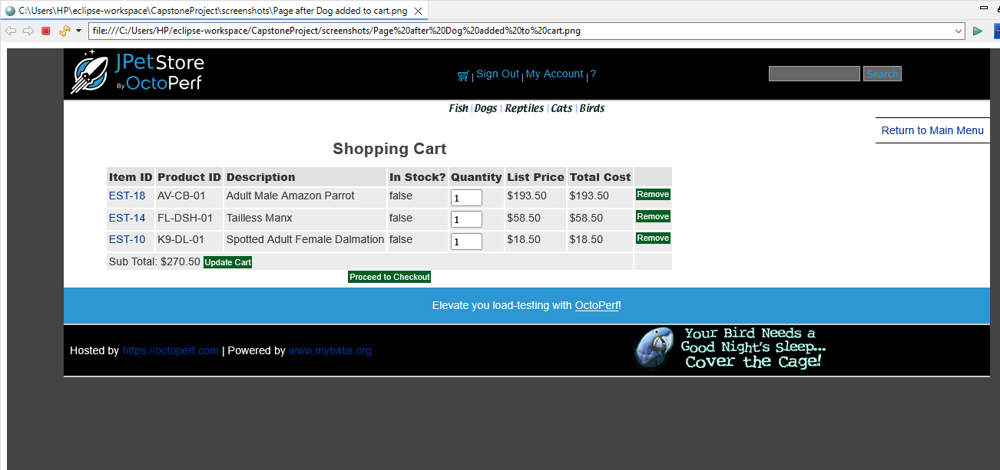 C:\Users\HP\eclipse-workspace\CapstoneProject\screenshots\Page after Dog added to cart.png
file:///C:/Users/HP/eclipse-workspace/CapstoneProject/screenshots/Page%20after%20Dog%20added%20to%20cart.png
JPetStore
By OctoPerf
| Sign Out | My Account | ?
Search
Fish | Dogs | Reptiles | Cats | Birds
Return to Main Menu
Shopping Cart
Item ID Product ID Description In Stock? Quantity List Price Total Cost
EST-18 AV-CB-01 Adult Male Amazon Parrot false 1 $193.50 $193.50 Remove
EST-14 FL-DSH-01 Tailless Manx false 1 $58.50 $58.50 Remove
EST-10 K9-DL-01 Spotted Adult Female Dalmation false 1 $18.50 $18.50 Remove
Sub Total: $270.50 Update Cart
Proceed to Checkout
Elevate you load-testing with OctoPerf!
Hosted by https://octoperf.com | Powered by www.mybatis.org
Your Bird Needs a
Good Night's Sleep...
Cover the Cage!